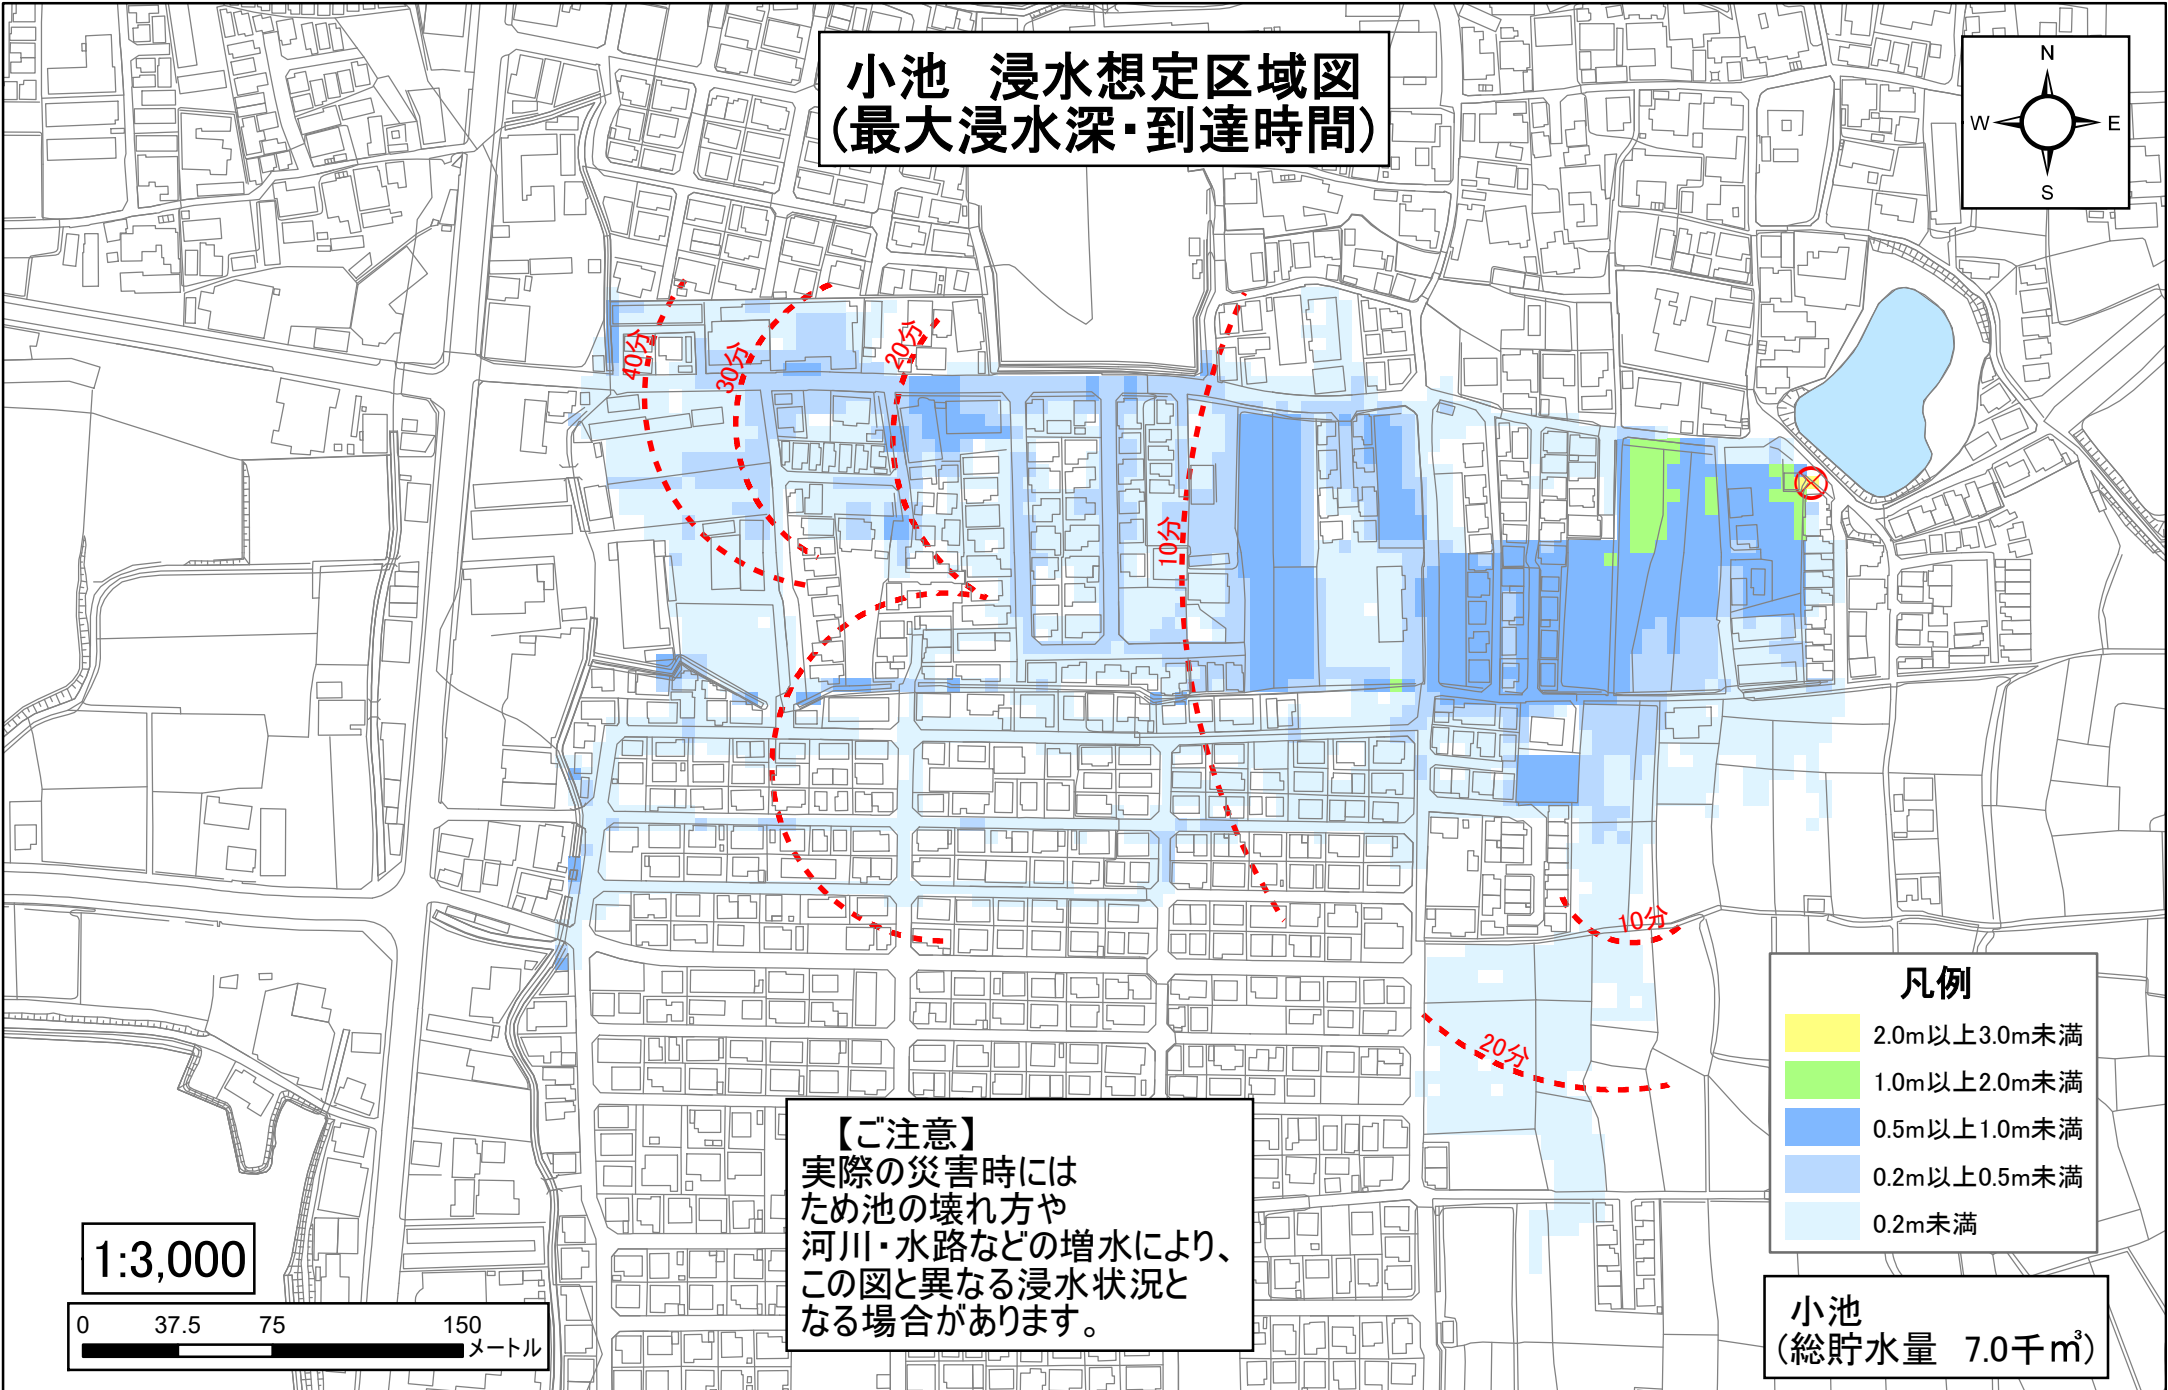 小池　浸水想定区域図
(最大浸水深・到達時間)
N
W
E
S
40分
30分
20分
10分
10分
20分
凡例
2.0m以上3.0m未満
1.0m以上2.0m未満
0.5m以上1.0m未満
0.2m以上0.5m未満
0.2m未満
【ご注意】
実際の災害時には
ため池の壊れ方や
河川・水路などの増水により、
この図と異なる浸水状況と
なる場合があります。
1:3,000
0 37.5 75 150
メートル
小池
(総貯水量　7.0千㎥)